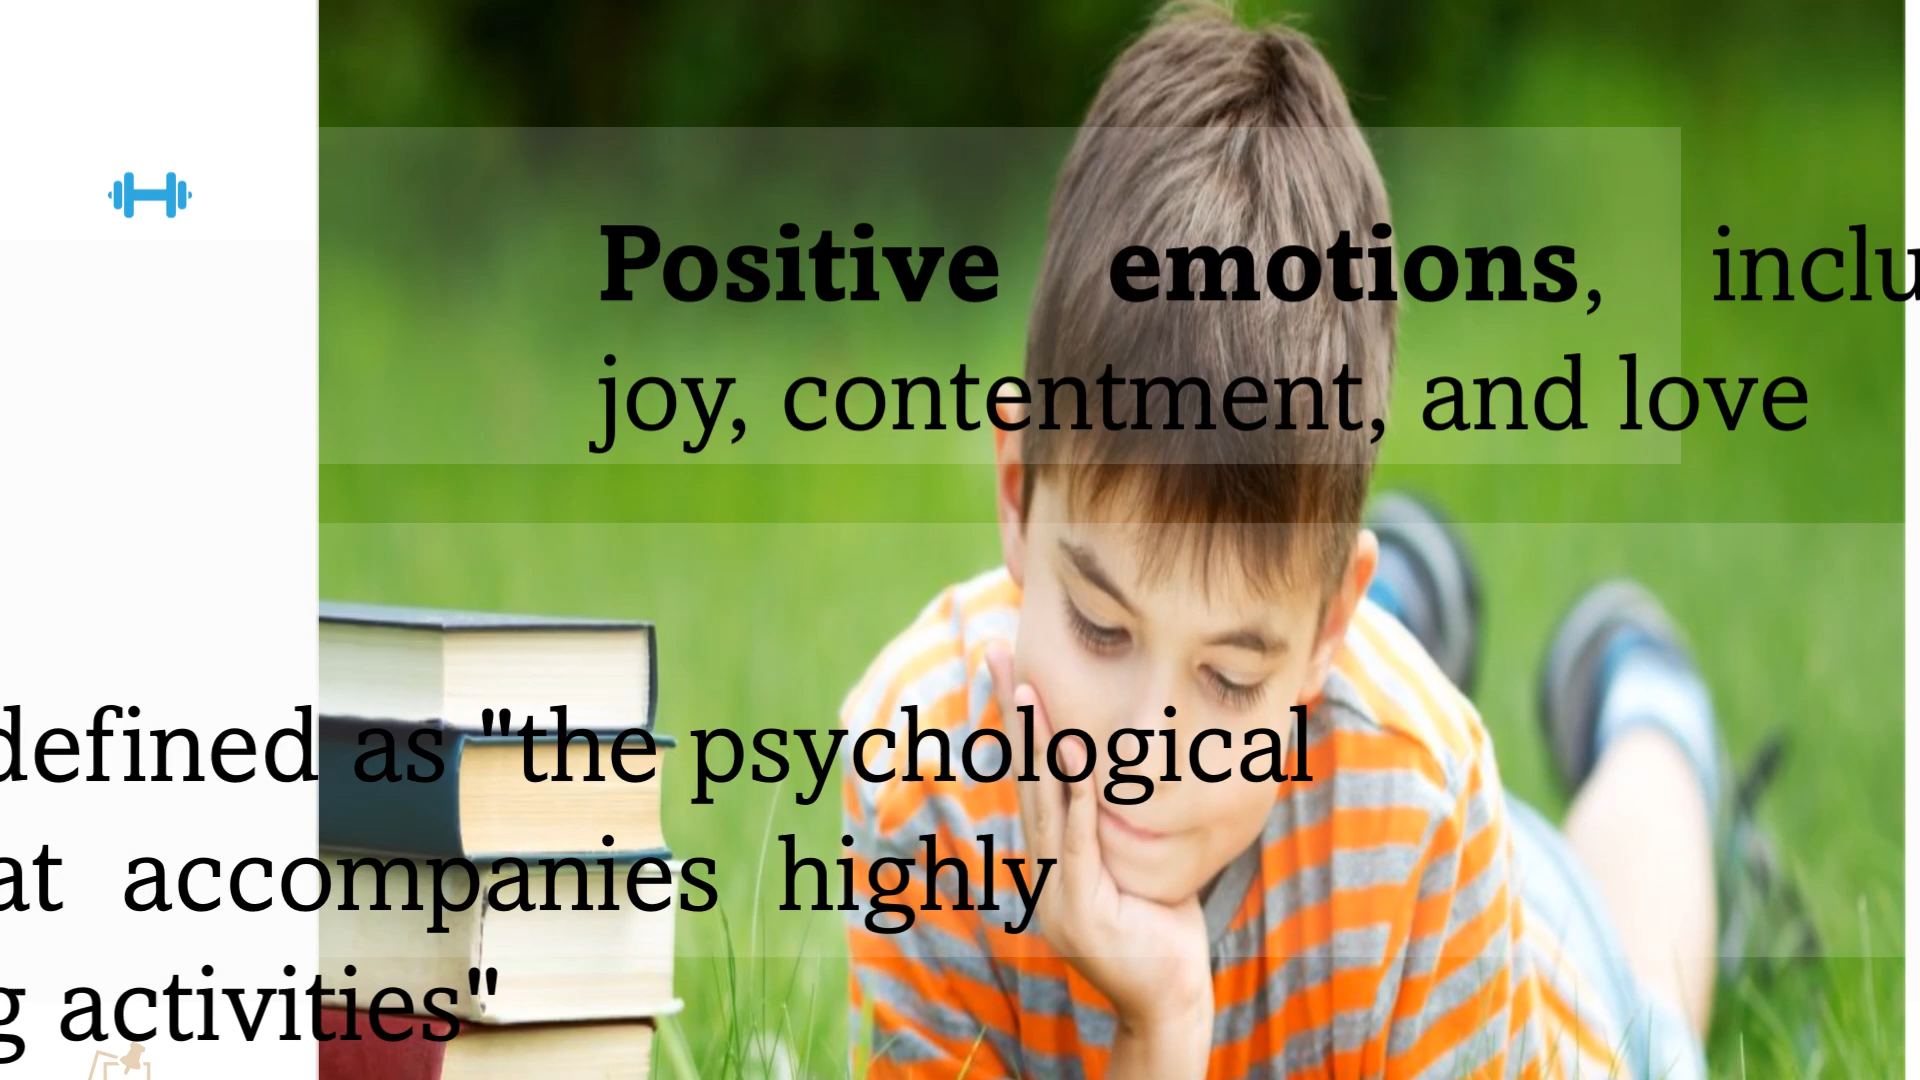 Positive emotions, inclu
joy, contentment, and love
defined as "the psychological
at accompanies highly
g activities"